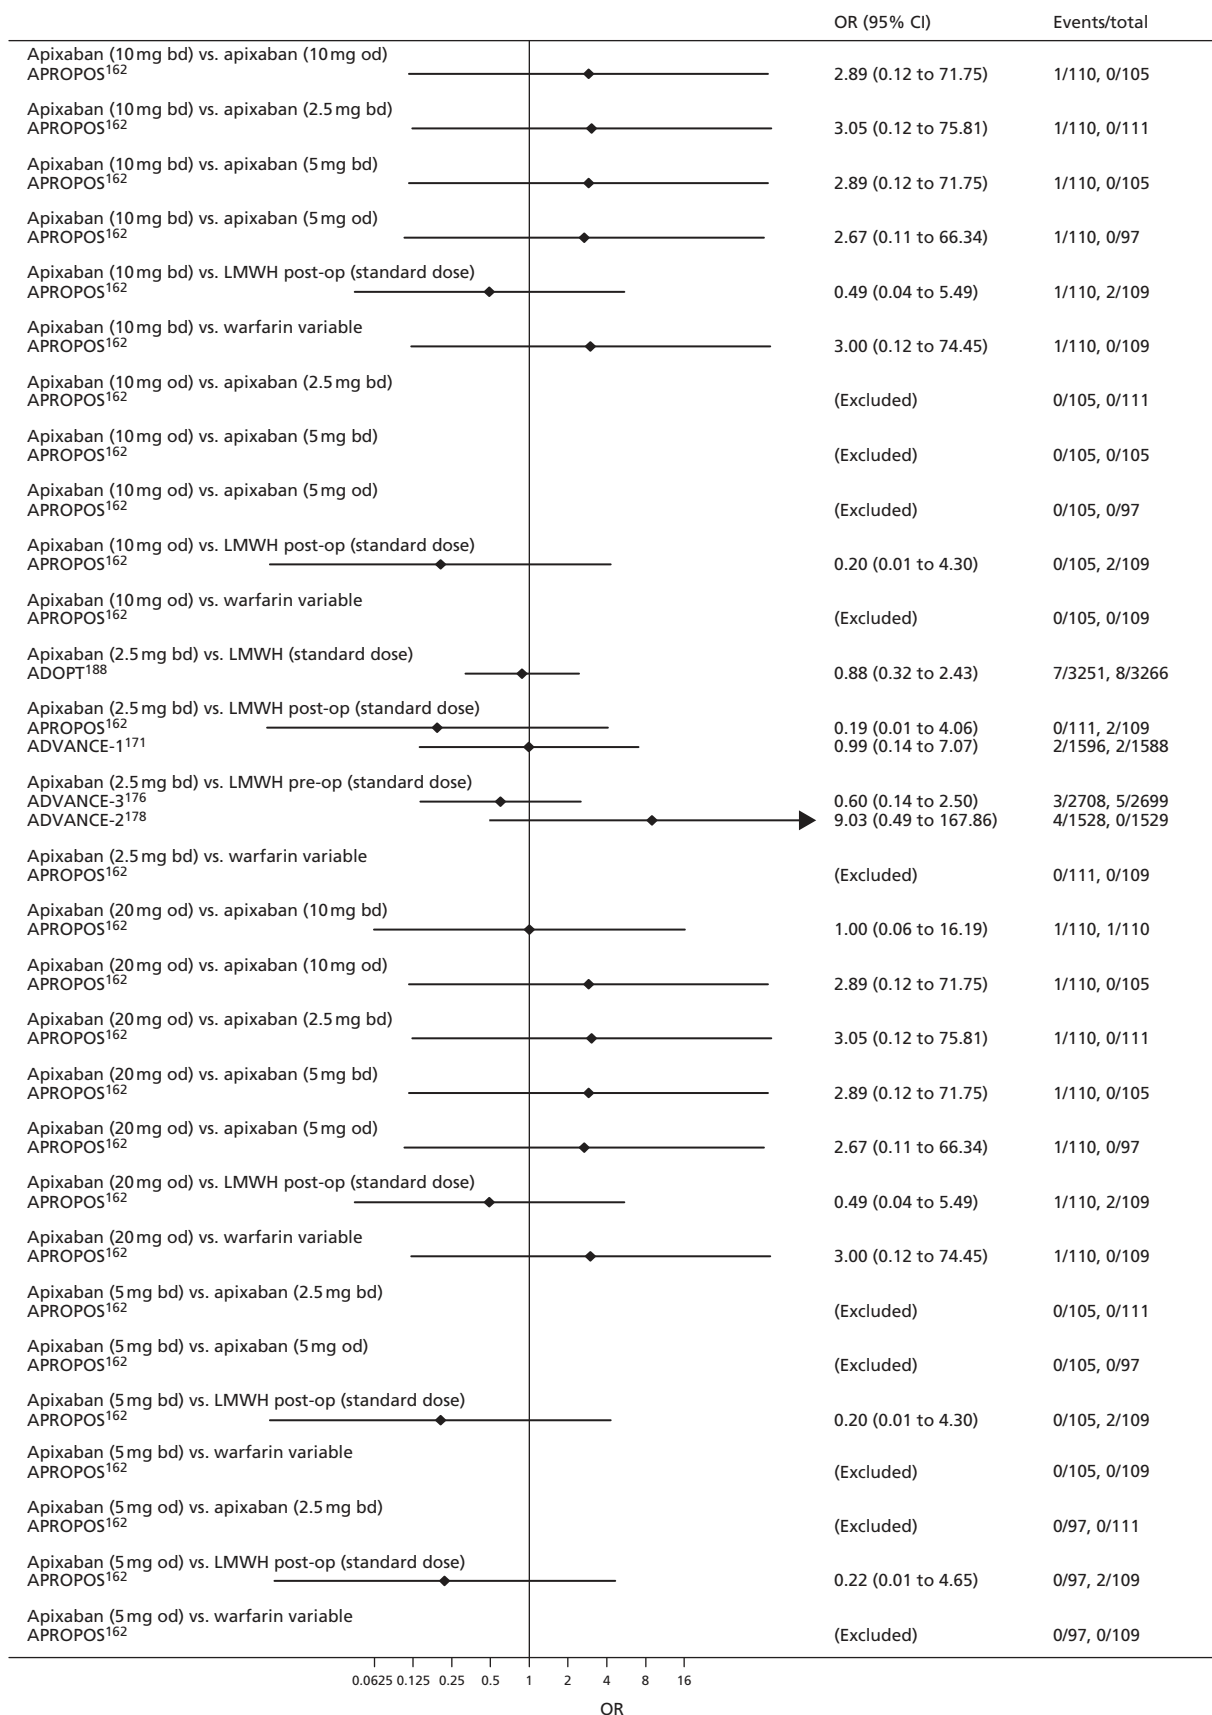 OR (95% CI) Events/total
Apixaban (10 mg bd) vs. apixaban (10 mg od)
APROPOS162 2.89 (0.12 to 71.75) 1/110, 0/105
Apixaban (10 mg bd) vs. apixaban (2.5 mg bd)
APROPOS162 3.05 (0.12 to 75.81) 1/110, 0/111
Apixaban (10 mg bd) vs. apixaban (5 mg bd)
APROPOS162 2.89 (0.12 to 71.75) 1/110, 0/105
Apixaban (10 mg bd) vs. apixaban (5 mg od)
APROPOS162 2.67 (0.11 to 66.34) 1/110, 0/97
Apixaban (10 mg bd) vs. LMWH post-op (standard dose)
APROPOS162 0.49 (0.04 to 5.49) 1/110, 2/109
Apixaban (10 mg bd) vs. warfarin variable
APROPOS162 3.00 (0.12 to 74.45) 1/110, 0/109
Apixaban (10 mg od) vs. apixaban (2.5 mg bd)
APROPOS162 (Excluded) 0/105, 0/111
Apixaban (10 mg od) vs. apixaban (5 mg bd)
APROPOS162 (Excluded) 0/105, 0/105
Apixaban (10 mg od) vs. apixaban (5 mg od)
APROPOS162 (Excluded) 0/105, 0/97
Apixaban (10 mg od) vs. LMWH post-op (standard dose)
APROPOS162 0.20 (0.01 to 4.30) 0/105, 2/109
Apixaban (10 mg od) vs. warfarin variable
APROPOS162 (Excluded) 0/105, 0/109
Apixaban (2.5 mg bd) vs. LMWH (standard dose)
ADOPT188 0.88 (0.32 to 2.43) 7/3251, 8/3266
Apixaban (2.5 mg bd) vs. LMWH post-op (standard dose)
APROPOS162 0.19 (0.01 to 4.06) 0/111, 2/109
ADVANCE-1171 0.99 (0.14 to 7.07) 2/1596, 2/1588
Apixaban (2.5 mg bd) vs. LMWH pre-op (standard dose)
ADVANCE-3176 0.60 (0.14 to 2.50) 3/2708, 5/2699
ADVANCE-2178 9.03 (0.49 to 167.86) 4/1528, 0/1529
Apixaban (2.5 mg bd) vs. warfarin variable
APROPOS162 (Excluded) 0/111, 0/109
Apixaban (20 mg od) vs. apixaban (10 mg bd)
APROPOS162 1.00 (0.06 to 16.19) 1/110, 1/110
Apixaban (20 mg od) vs. apixaban (10 mg od)
APROPOS162 2.89 (0.12 to 71.75) 1/110, 0/105
Apixaban (20 mg od) vs. apixaban (2.5 mg bd)
APROPOS162 3.05 (0.12 to 75.81) 1/110, 0/111
Apixaban (20 mg od) vs. apixaban (5 mg bd)
APROPOS162 2.89 (0.12 to 71.75) 1/110, 0/105
Apixaban (20 mg od) vs. apixaban (5 mg od)
APROPOS162 2.67 (0.11 to 66.34) 1/110, 0/97
Apixaban (20 mg od) vs. LMWH post-op (standard dose)
APROPOS162 0.49 (0.04 to 5.49) 1/110, 2/109
Apixaban (20 mg od) vs. warfarin variable
APROPOS162 3.00 (0.12 to 74.45) 1/110, 0/109
Apixaban (5 mg bd) vs. apixaban (2.5 mg bd)
APROPOS162 (Excluded) 0/105, 0/111
Apixaban (5 mg bd) vs. apixaban (5 mg od)
APROPOS162 (Excluded) 0/105, 0/97
Apixaban (5 mg bd) vs. LMWH post-op (standard dose)
APROPOS162 0.20 (0.01 to 4.30) 0/105, 2/109
Apixaban (5 mg bd) vs. warfarin variable
APROPOS162 (Excluded) 0/105, 0/109
Apixaban (5 mg od) vs. apixaban (2.5 mg bd)
APROPOS162 (Excluded) 0/97, 0/111
Apixaban (5 mg od) vs. LMWH post-op (standard dose)
APROPOS162 0.22 (0.01 to 4.65) 0/97, 2/109
Apixaban (5 mg od) vs. warfarin variable
APROPOS162 (Excluded) 0/97, 0/109
0.0625 0.125 0.25 0.5 1 2 4 8 16
OR